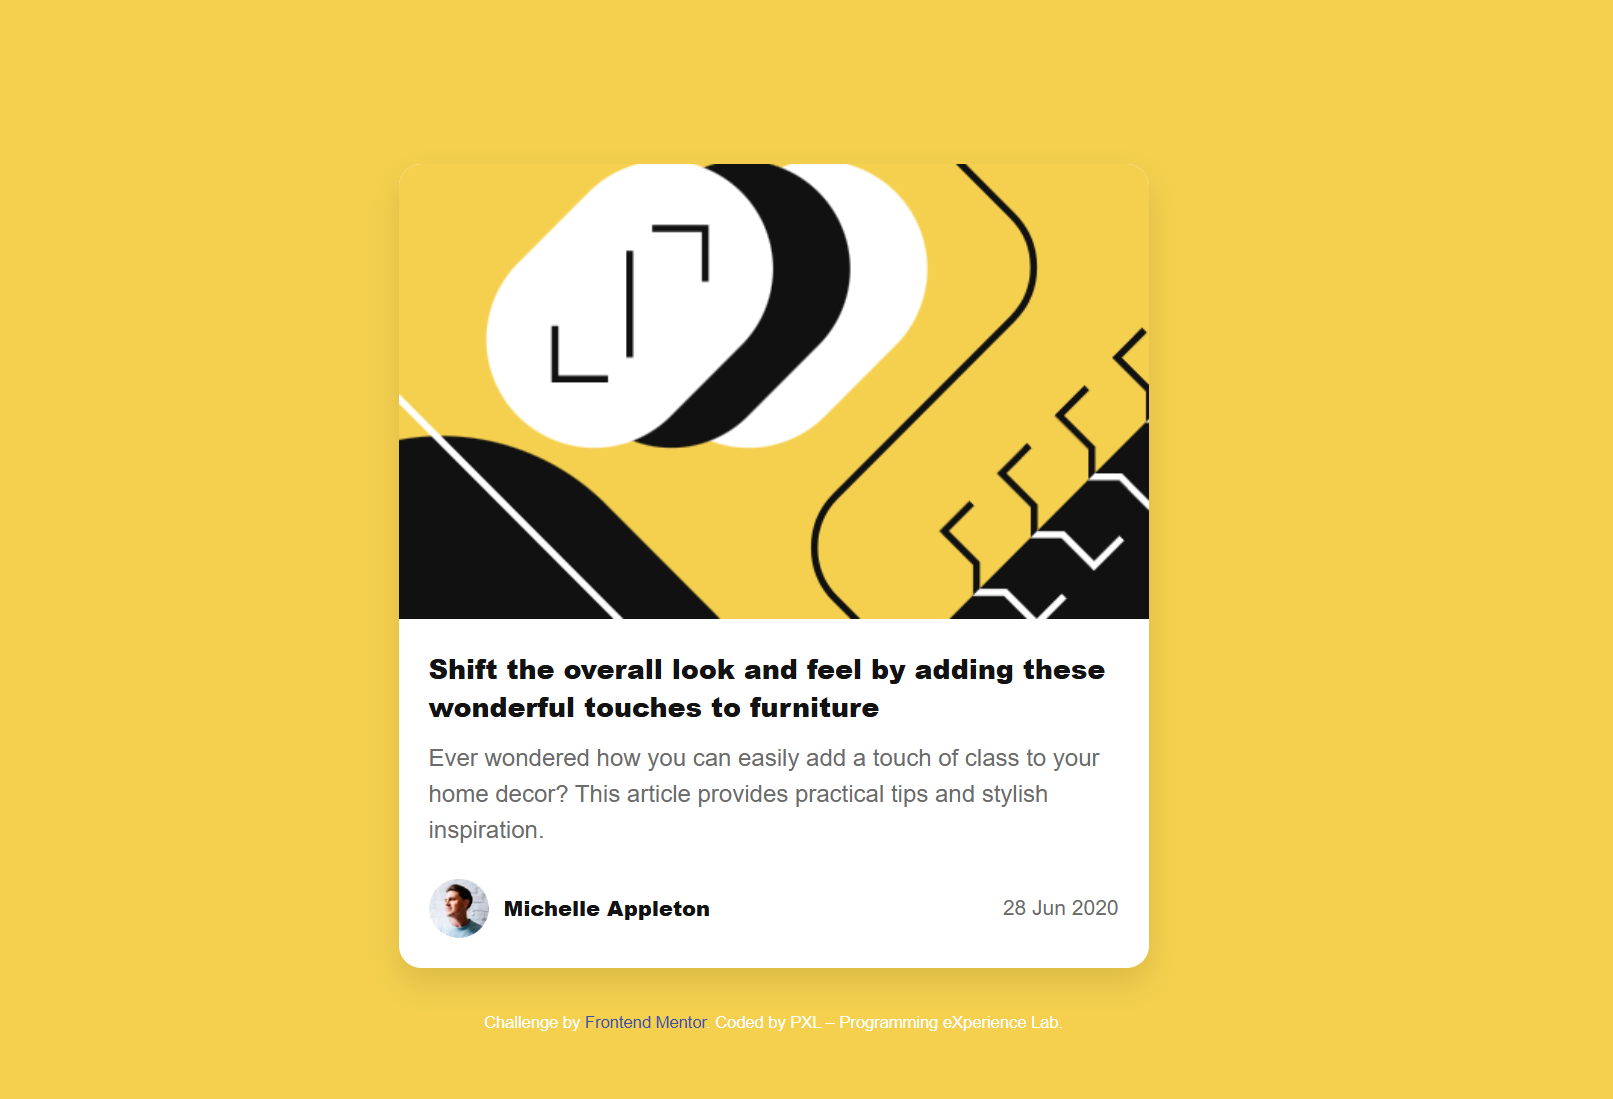 Shift the overall look and feel by adding these
wonderful touches to furniture
Ever wondered how you can easily add a touch of class to your
home decor? This article provides practical tips and stylish
inspiration.
Michelle Appleton
28 Jun 2020
Challenge by Frontend Mentor. Coded by PXL – Programming eXperience Lab.